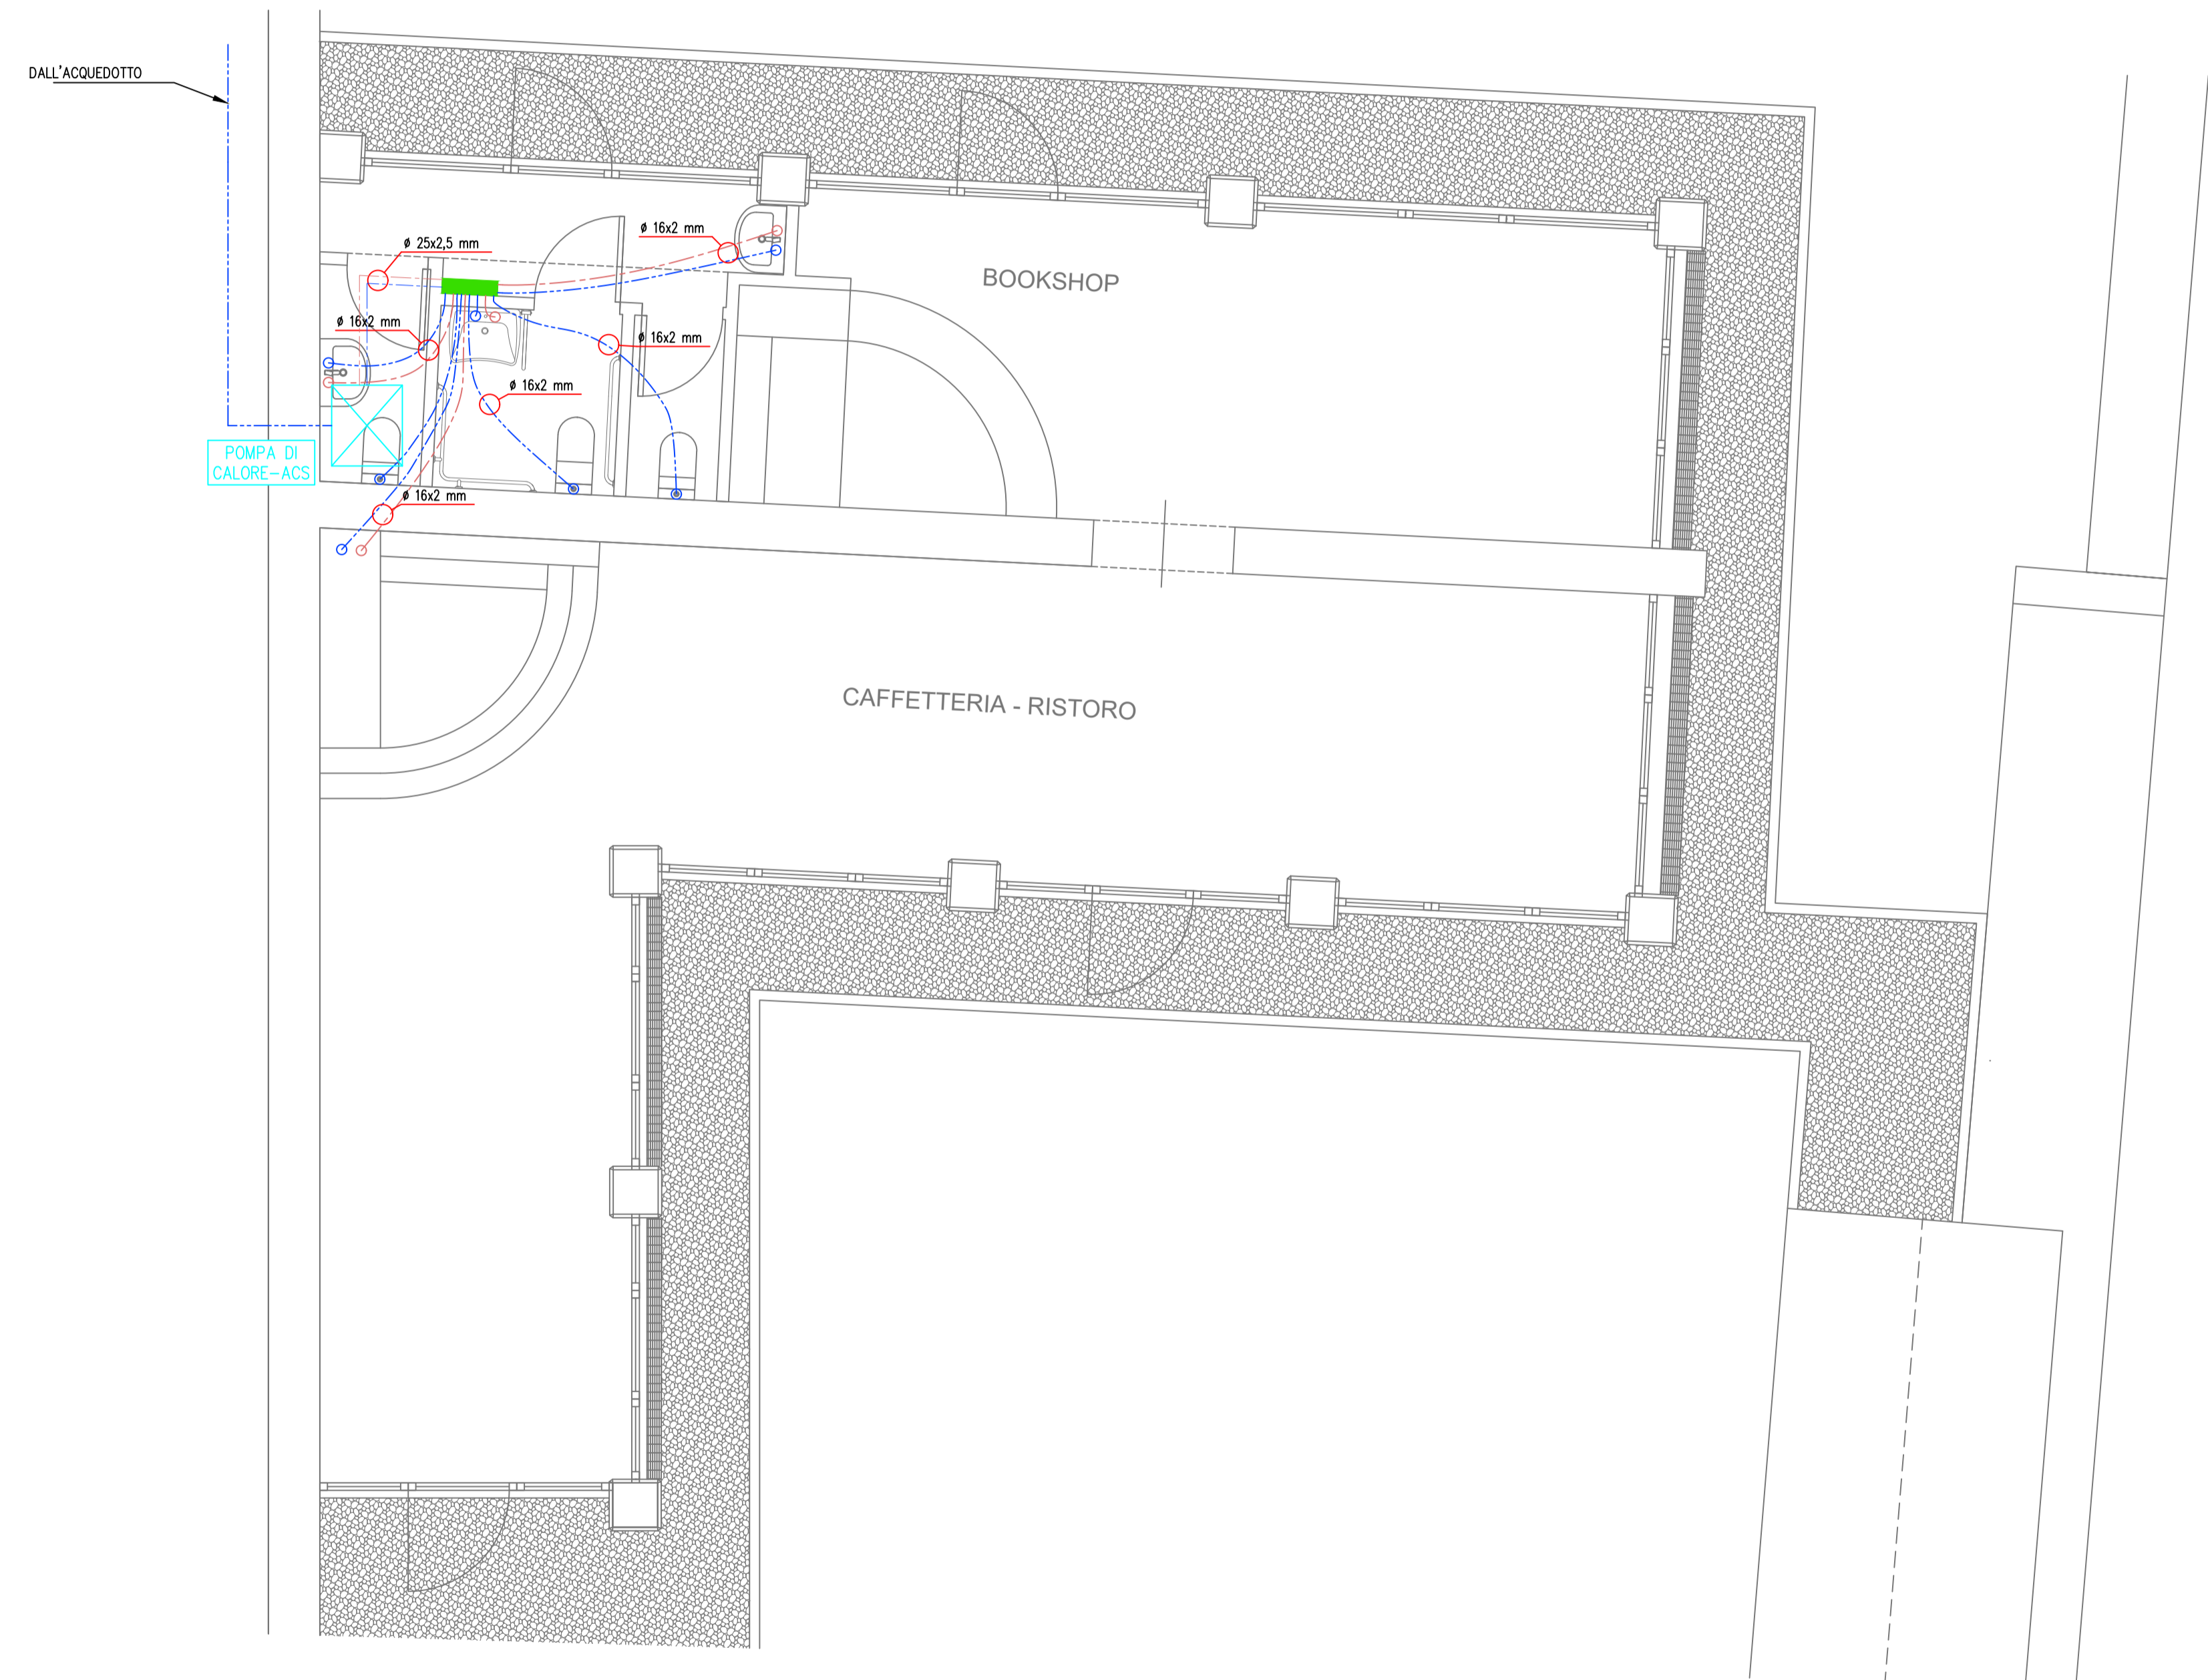 DALL'ACQUEDOTTO
ø 16x2 mm
ø 25x2,5 mm
BOOKSHOP
ø 16x2 mm
ø 16x2 mm
ø 16x2 mm
POMPA DI
CALORE-ACS
ø 16x2 mm
CAFFETTERIA - RISTORO